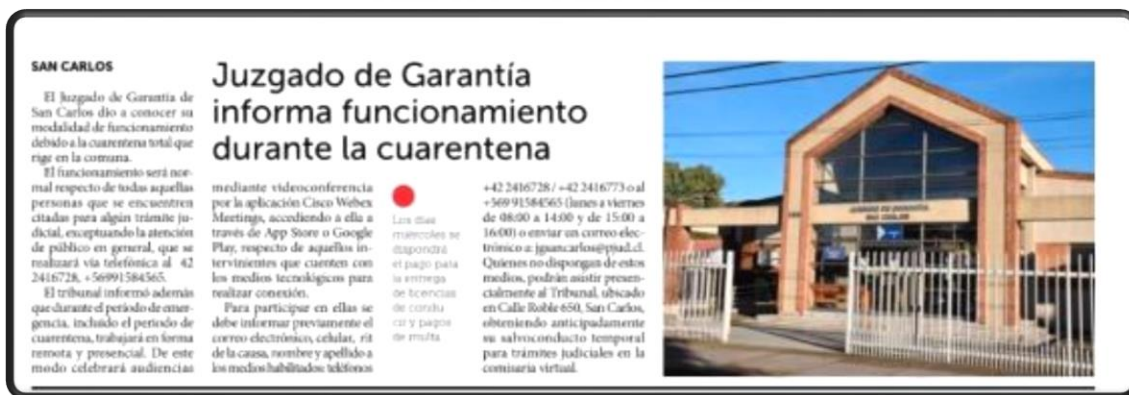 SAN CARLOS
Juzgado de Garantía
informa funcionamiento
durante la cuarentena
El Juzgado de Garantía de
San Carlos dio a conocer su
modalidad de funcionamiento
debido a la cuarentena total que
rige en la comuna.
El funcionamiento será nor-
mal respecto de todas aquellas
personas que se encuentren
citadas para algún trámite ju-
dicial, exceptuando la atención
de público en general, que se
realizará vía telefónica al 42
2416728, +56991584565.
El tribunal informó además
que durante el periodo de emer-
gencia, incluido el periodo de
cuarentena, trabajará en forma
remota y presencial. De este
modo celebrará audiencias
mediante videoconferencia
por la aplicación Cisco Webex
Meetings, accediendo a ella a
través de App Store o Google
Play, respecto de aquellos in-
tervinientes que cuenten con
los medios tecnológicos para
realizar conexión.
Para participar en ellas se
debe informar previamente el
correo electrónico, celular, rit
de la causa, nombre y apellido a
los medios habilitados: teléfonos
+42 2416728 / +42 2416773 o al
+569 91584565 (lunes a viernes
de 08:00 a 14:00 y de 15:00 a
16:00) o enviar un correo elec-
trónico a: jgsancarlos@pjud.cl.
Quienes no dispongan de estos
medios, podrán asistir presen-
cialmente al Tribunal, ubicado
en Calle Roble 650, San Carlos,
obteniendo anticipadamente
su salvoconducto temporal
para trámites judiciales en la
comisaría virtual.
Los días
miércoles se
dispondrá
el pago para
la entrega
de licencias
de condu
cir y pagos
de multa.
JUZGADO DE GARANTÍA
SAN CARLOS